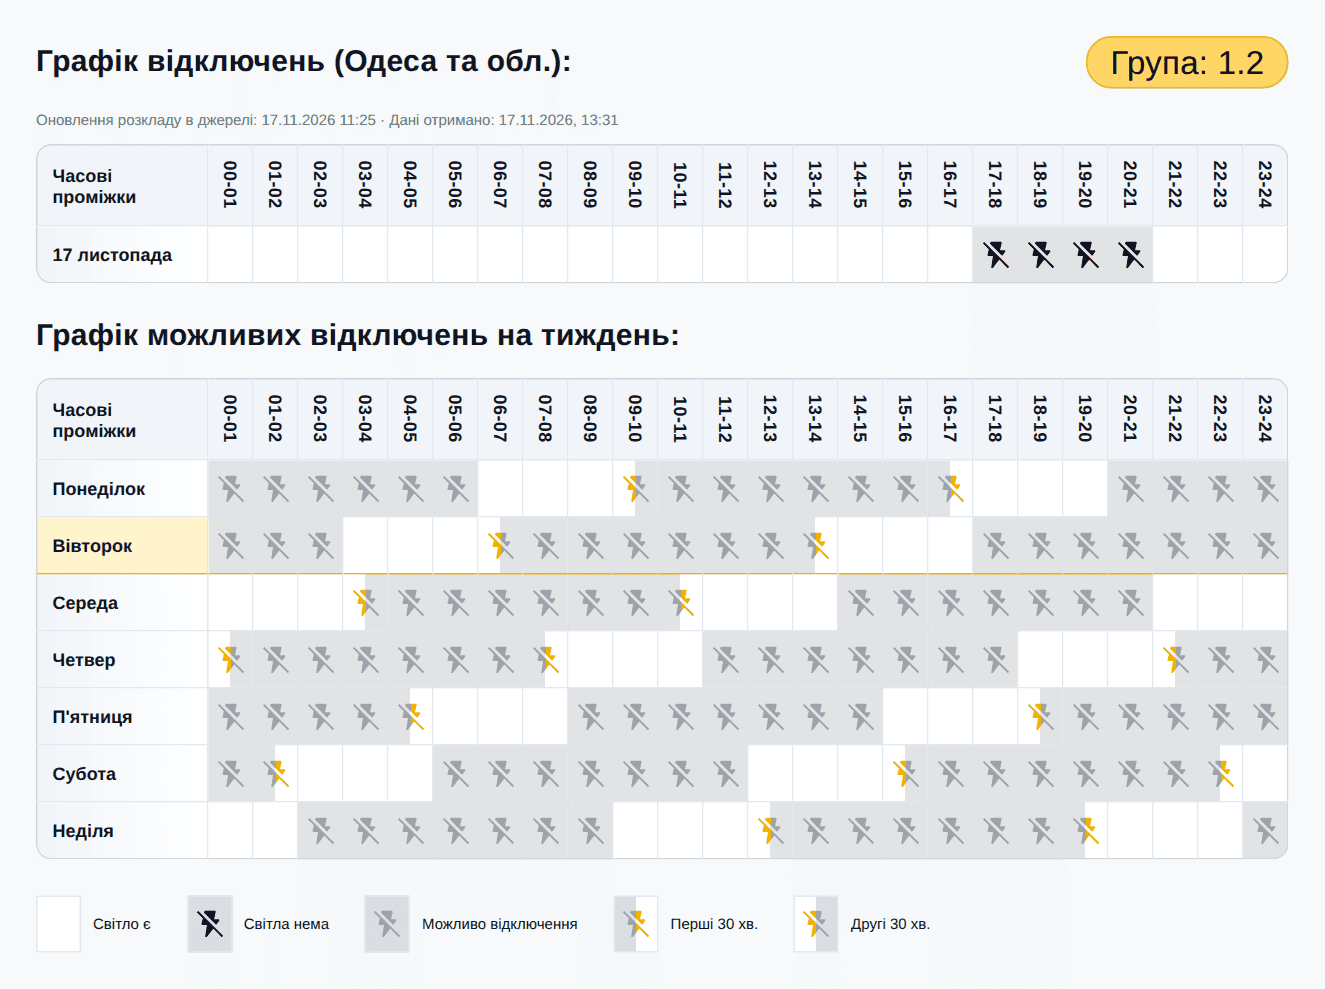 Графік відключень (Одеса та обл.):
Група: 1.2
Оновлення розкладу в джерелі: 17.11.2026 11:25 · Дані отримано: 17.11.2026, 13:31
Часові
проміжки
00-01 01-02 02-03 03-04 04-05 05-06 06-07 07-08 08-09 09-10 10-11 11-12 12-13 13-14 14-15 15-16 16-17 17-18 18-19 19-20 20-21 21-22 22-23 23-24
17 листопада
Графік можливих відключень на тиждень:
Часові
проміжки
00-01 01-02 02-03 03-04 04-05 05-06 06-07 07-08 08-09 09-10 10-11 11-12 12-13 13-14 14-15 15-16 16-17 17-18 18-19 19-20 20-21 21-22 22-23 23-24
Понеділок
Вівторок
Середа
Четвер
П'ятниця
Субота
Неділя
Світло є
Світла нема
Можливо відключення
Перші 30 хв.
Другі 30 хв.